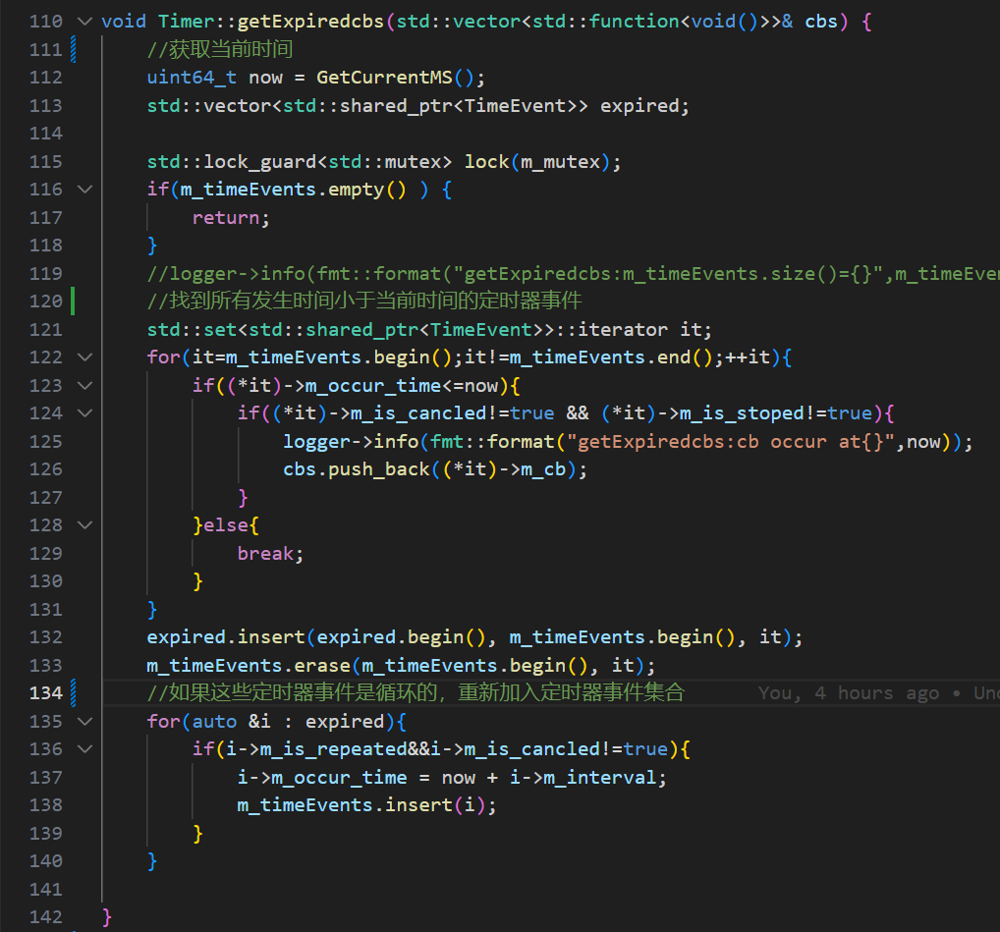 110 void Timer::getExpiredcbs(std::vector<std::function<void()>>& cbs) {
111     //获取当前时间
112     uint64_t now = GetCurrentMS();
113     std::vector<std::shared_ptr<TimeEvent>> expired;
114
115     std::lock_guard<std::mutex> lock(m_mutex);
116     if(m_timeEvents.empty() ) {
117         return;
118     }
119     //logger->info(fmt::format("getExpiredcbs:m_timeEvents.size()={}",m_timeEve
120     //找到所有发生时间小于当前时间的定时器事件
121     std::set<std::shared_ptr<TimeEvent>>::iterator it;
122     for(it=m_timeEvents.begin();it!=m_timeEvents.end();++it){
123         if((*it)->m_occur_time<=now){
124             if((*it)->m_is_cancled!=true && (*it)->m_is_stoped!=true){
125                 logger->info(fmt::format("getExpiredcbs:cb occur at{}",now));
126                 cbs.push_back((*it)->m_cb);
127             }
128         }else{
129             break;
130         }
131     }
132     expired.insert(expired.begin(), m_timeEvents.begin(), it);
133     m_timeEvents.erase(m_timeEvents.begin(), it);
134     //如果这些定时器事件是循环的，重新加入定时器事件集合 You, 4 hours ago • Unc
135     for(auto &i : expired){
136         if(i->m_is_repeated&&i->m_is_cancled!=true){
137             i->m_occur_time = now + i->m_interval;
138             m_timeEvents.insert(i);
139         }
140     }
141
142 }